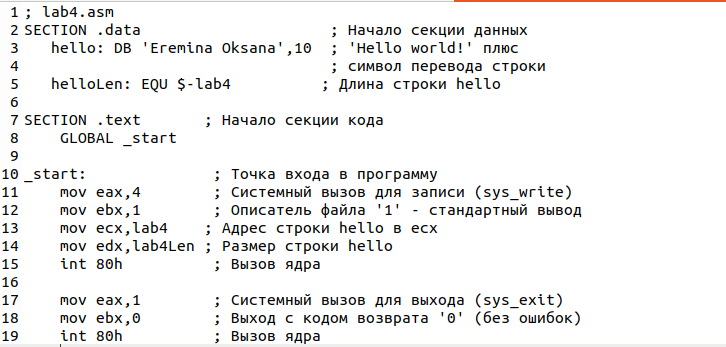 1 ; lab4.asm
2 SECTION .data ; Начало секции данных
3 hello: DB 'Eremina Oksana',10 ; 'Hello world!' плюс
4 ; символ перевода строки
5 helloLen: EQU $-lab4 ; Длина строки hello
6
7 SECTION .text ; Начало секции кода
8 GLOBAL _start
9
10 _start: ; Точка входа в программу
11 mov eax,4 ; Системный вызов для записи (sys_write)
12 mov ebx,1 ; Описатель файла '1' - стандартный вывод
13 mov ecx,lab4 ; Адрес строки hello в ecx
14 mov edx,lab4Len ; Размер строки hello
15 int 80h ; Вызов ядра
16
17 mov eax,1 ; Системный вызов для выхода (sys_exit)
18 mov ebx,0 ; Выход с кодом возврата '0' (без ошибок)
19 int 80h ; Вызов ядра